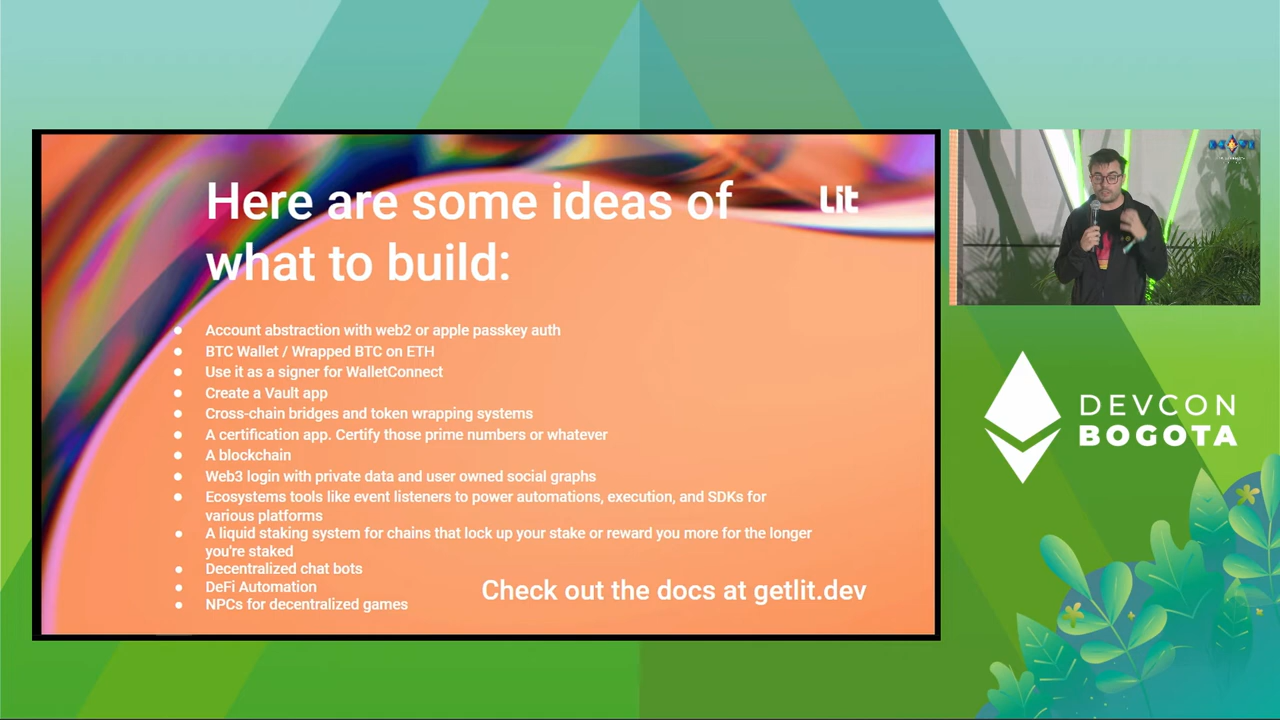 Here are some ideas of
what to build:
Lit
● Account abstraction with web2 or apple passkey auth
● BTC Wallet / Wrapped BTC on ETH
● Use it as a signer for WalletConnect
● Create a Vault app
● Cross-chain bridges and token wrapping systems
● A certification app. Certify those prime numbers or whatever
● A blockchain
● Web3 login with private data and user owned social graphs
● Ecosystems tools like event listeners to power automations, execution, and SDKs for
various platforms
● A liquid staking system for chains that lock up your stake or reward you more for the longer
you're staked
● Decentralized chat bots
● DeFi Automation
● NPCs for decentralized games
Check out the docs at getlit.dev
DEVCON
BOGOTA